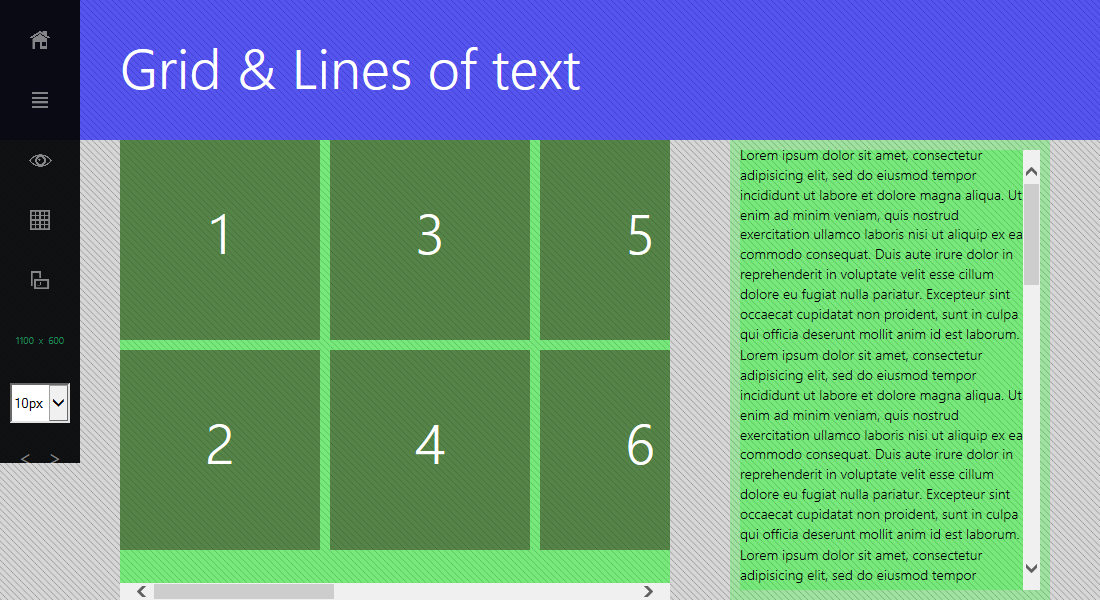 Grid & Lines of text
1100 x 600
10px
< >
1
3
5
2
4
6
Lorem ipsum dolor sit amet, consectetur
adipisicing elit, sed do eiusmod tempor
incididunt ut labore et dolore magna aliqua. Ut
enim ad minim veniam, quis nostrud
exercitation ullamco laboris nisi ut aliquip ex ea
commodo consequat. Duis aute irure dolor in
reprehenderit in voluptate velit esse cillum
dolore eu fugiat nulla pariatur. Excepteur sint
occaecat cupidatat non proident, sunt in culpa
qui officia deserunt mollit anim id est laborum.
Lorem ipsum dolor sit amet, consectetur
adipisicing elit, sed do eiusmod tempor
incididunt ut labore et dolore magna aliqua. Ut
enim ad minim veniam, quis nostrud
exercitation ullamco laboris nisi ut aliquip ex ea
commodo consequat. Duis aute irure dolor in
reprehenderit in voluptate velit esse cillum
dolore eu fugiat nulla pariatur. Excepteur sint
occaecat cupidatat non proident, sunt in culpa
qui officia deserunt mollit anim id est laborum.
Lorem ipsum dolor sit amet, consectetur
adipisicing elit, sed do eiusmod tempor